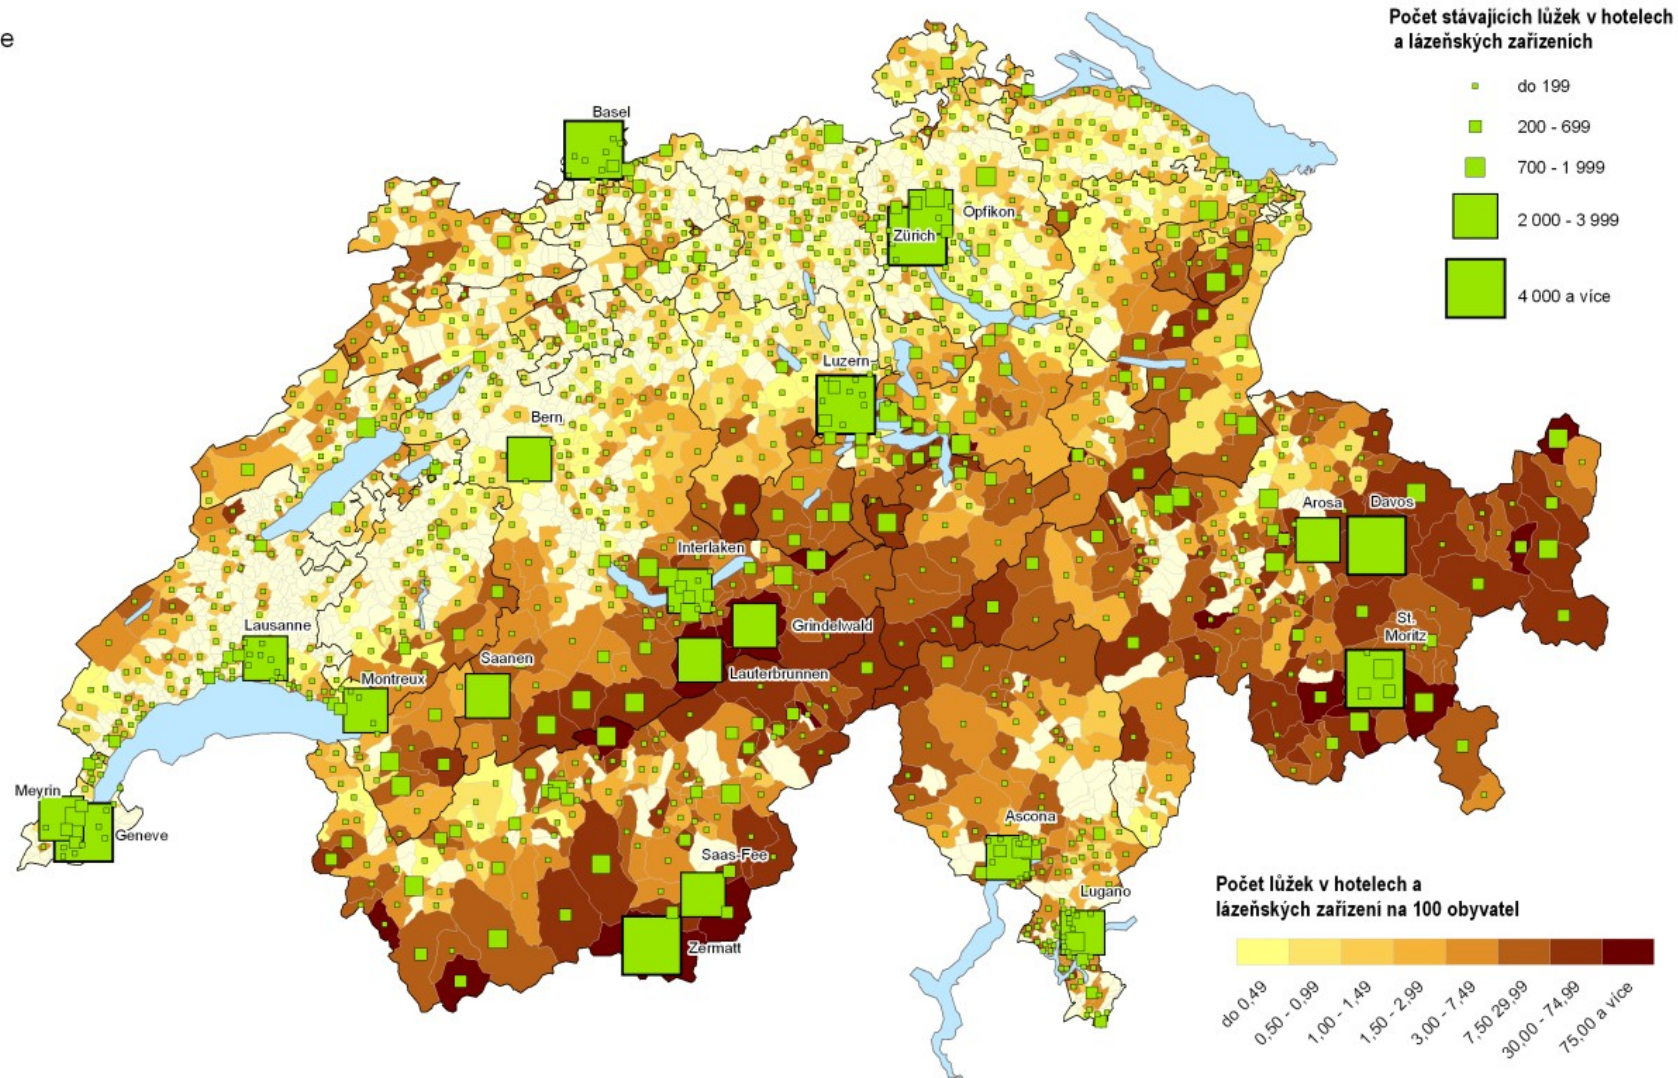 e
Počet stávajících lůžek v hotelech
a lázeňských zařízeních
do 199
200 - 699
700 - 1 999
2 000 - 3 999
4 000 a více
Basel
Opfikon
Zürich
Luzern
Bern
Arosa
Davos
Interlaken
Lausanne
Grindelwald
St.
Moritz
Saanen
Lauterbrunnen
Montreux
Meyrin
Geneve
Ascona
Saas-Fee
Lugano
Zermatt
Počet lůžek v hotelech a
lázeňských zařízení na 100 obyvatel
do 0,49
0,50 - 0,99
1,00 - 1,49
1,50 - 2,99
3,00 - 7,49
7,50 29,99
30,00 - 74,99
75,00 a více